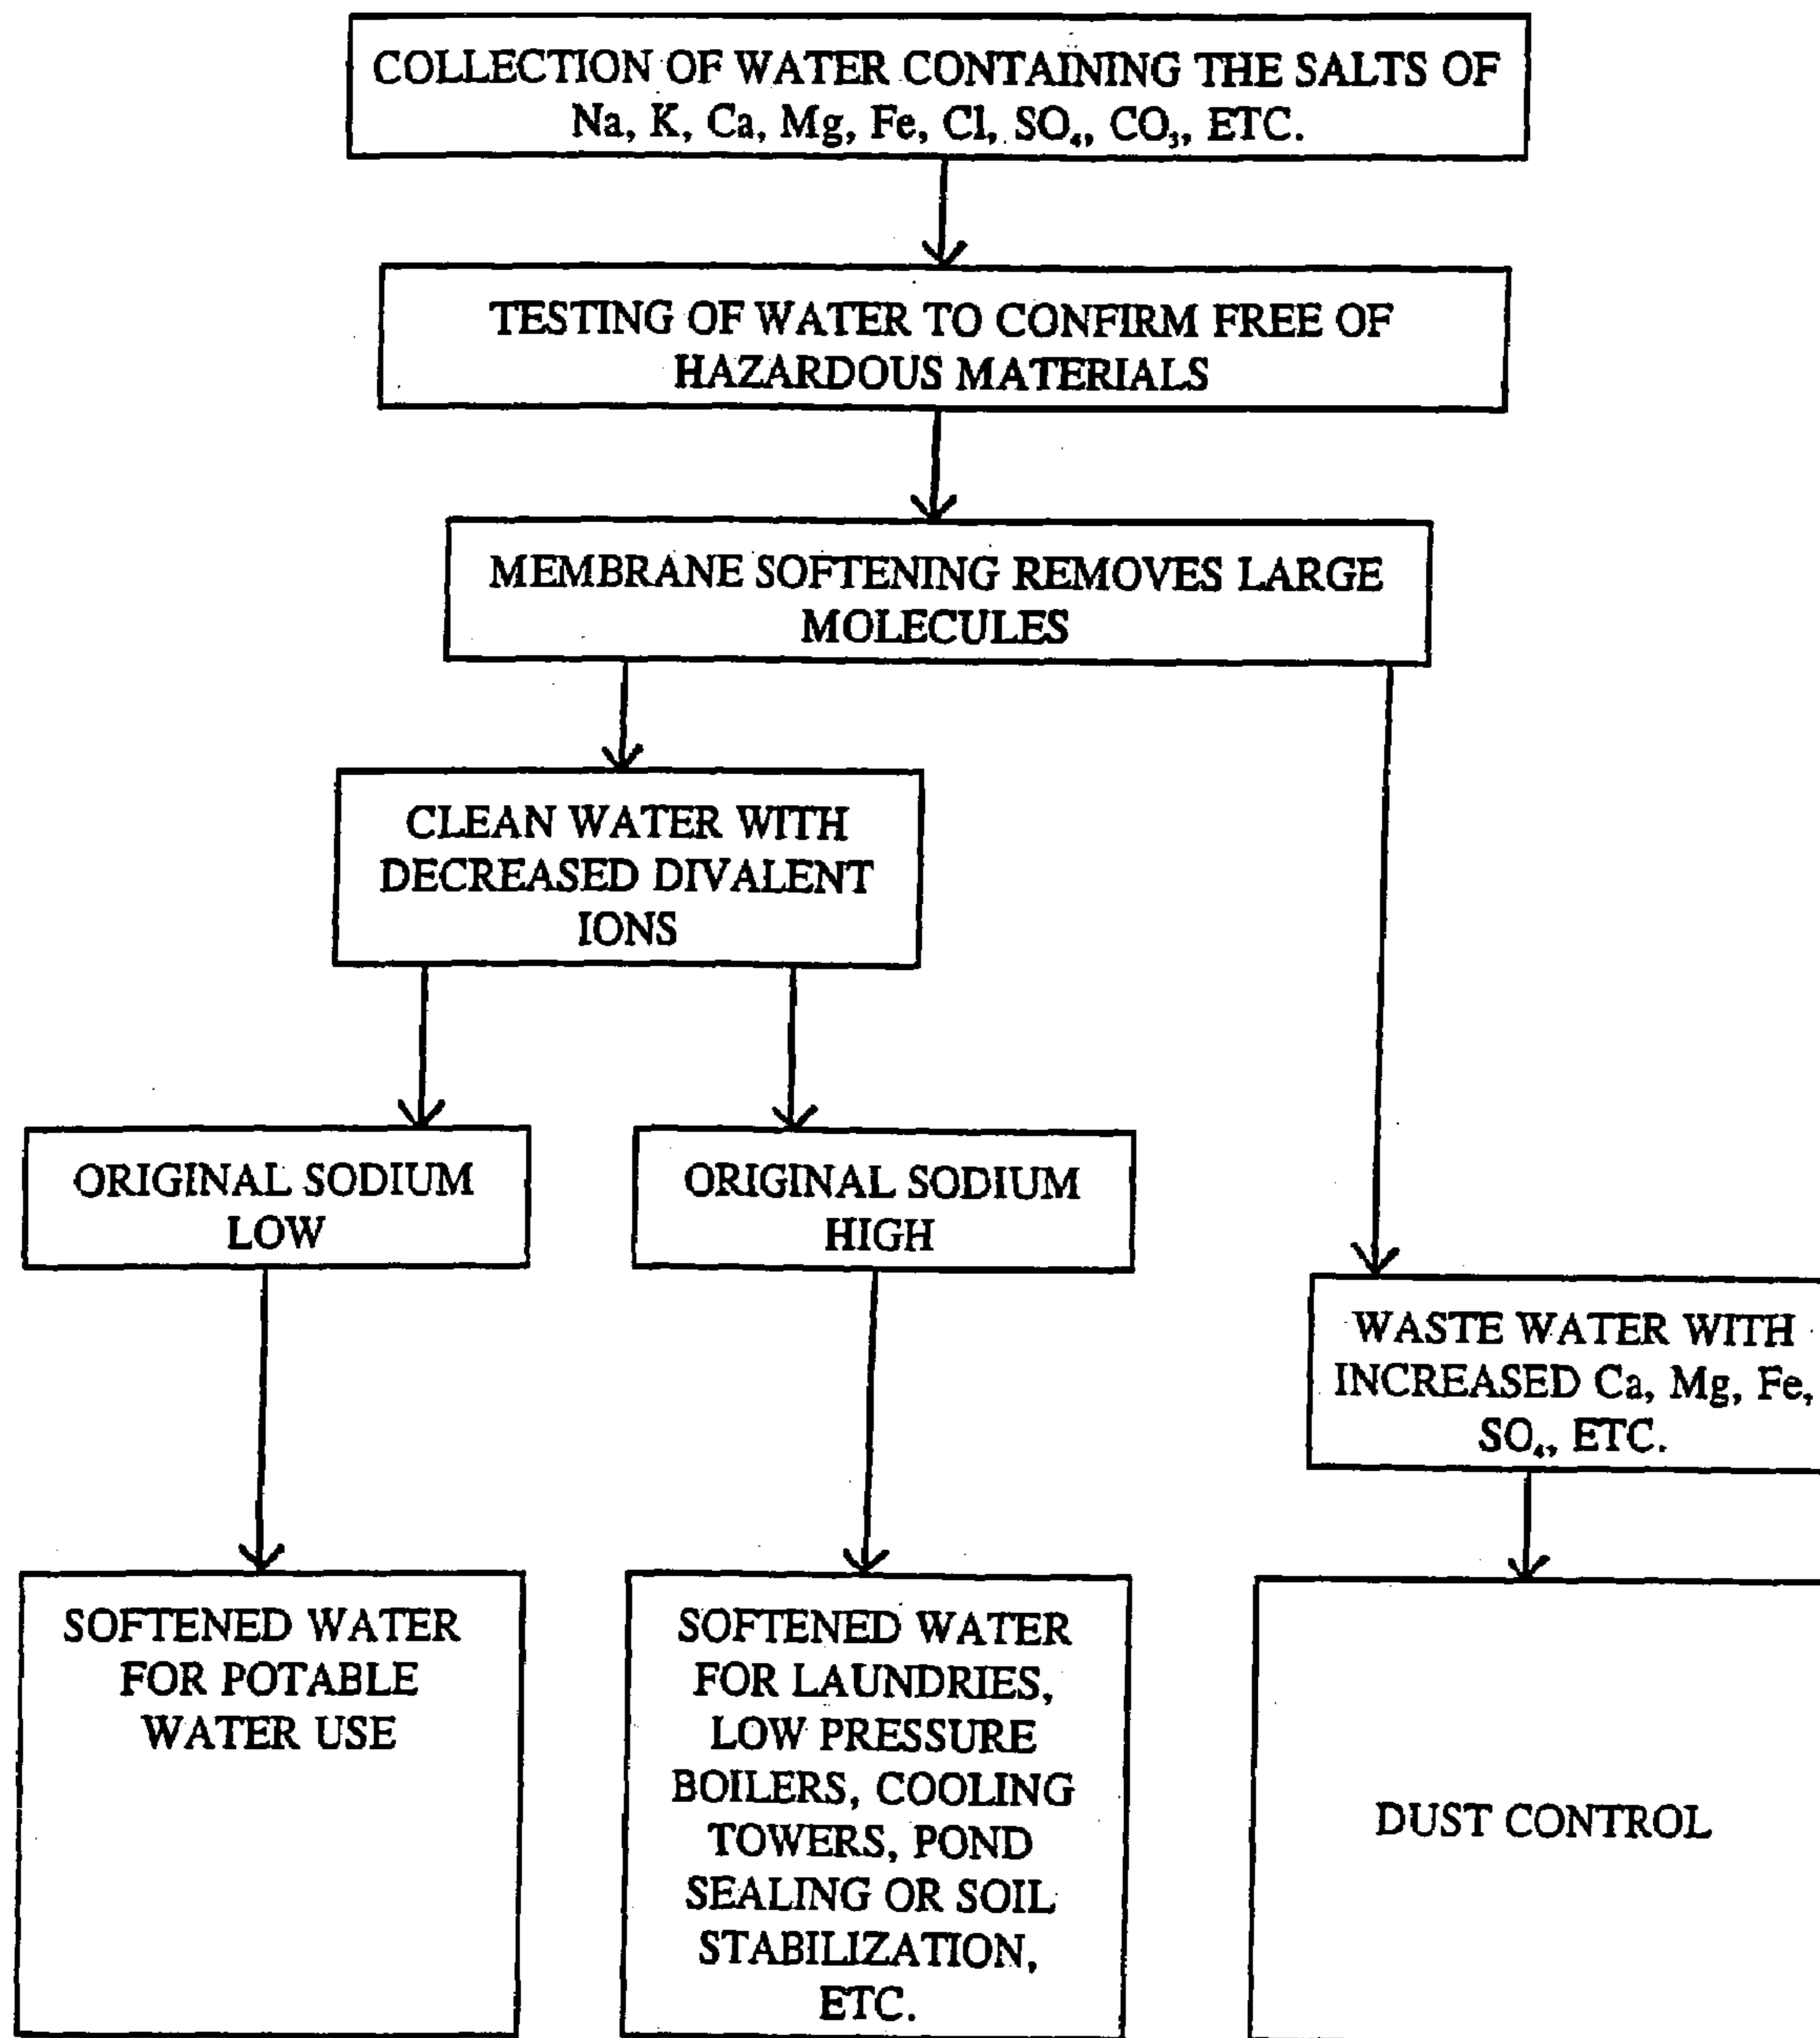 COLLECTION OF WATER CONTAINING THE SALTS OF
Na, K, Ca, Mg, Fe, Cl, SO₄, CO₃, ETC.
TESTING OF WATER TO CONFIRM FREE OF
HAZARDOUS MATERIALS
MEMBRANE SOFTENING REMOVES LARGE
MOLECULES
CLEAN WATER WITH
DECREASED DIVALENT
IONS
ORIGINAL SODIUM
LOW
ORIGINAL SODIUM
HIGH
WASTE WATER WITH
INCREASED Ca, Mg, Fe,
SO₄, ETC.
SOFTENED WATER
FOR POTABLE
WATER USE
SOFTENED WATER
FOR LAUNDRIES,
LOW PRESSURE
BOILERS, COOLING
TOWERS, POND
SEALING OR SOIL
STABILIZATION,
ETC.
DUST CONTROL